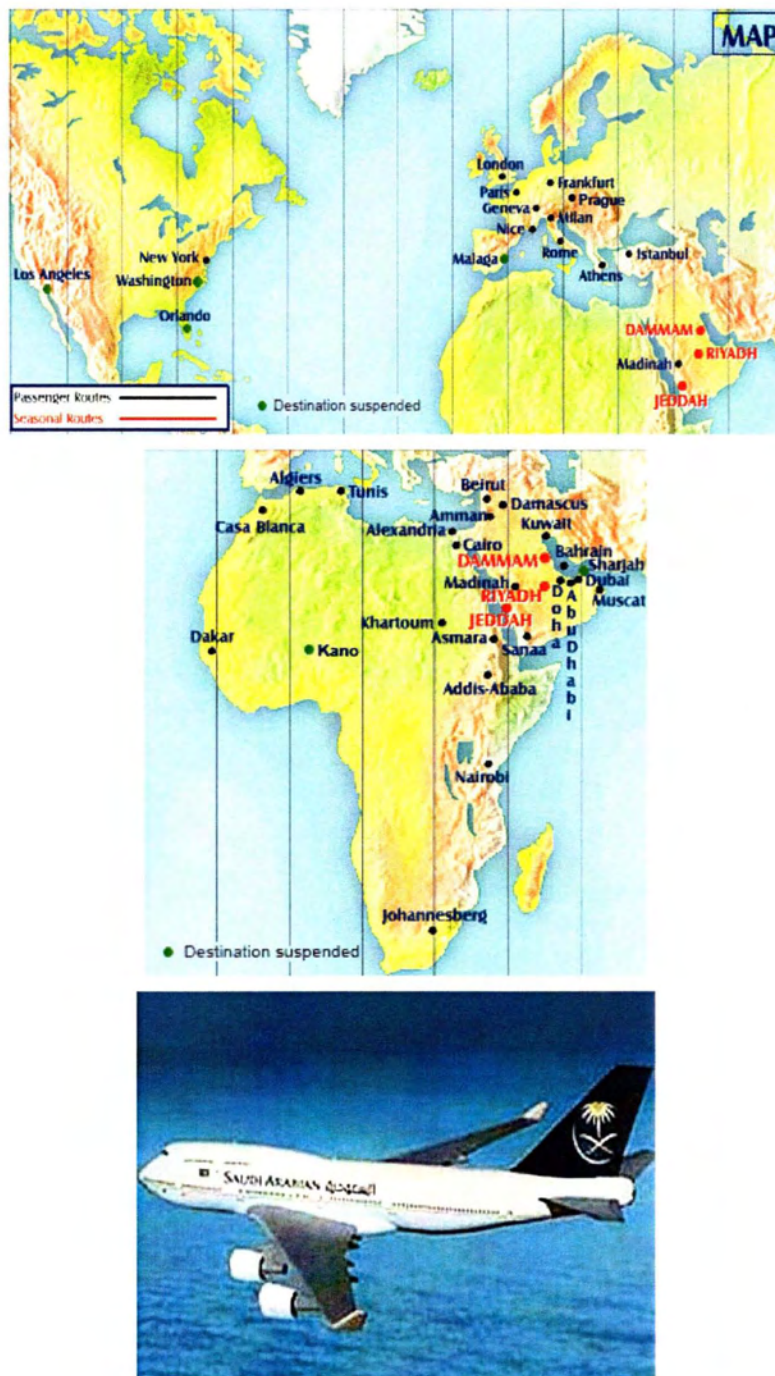 MAP
London
Paris
Frankfurt
Prague
Geneva
Milan
Nice
Rome
Malaga
Athens
Istanbul
New York
Los Angeles
Washington
Orlando
DAMMAM
RIYADH
Madinah
JEDDAH
Passenger Routes
Seasonal Routes
Destination suspended
Algiers
Tunis
Casa Blanca
Beirut
Damascus
Amman
Alexandria
Cairo
Kuwait
DAMMAM
Bahrain
Sharjah
Madinah
RIYADH
Dubai
Doha
Abu Dhabi
Muscat
JEDDAH
Khartoum
Asmara
Sanaa
Dakar
Kano
Addis-Ababa
Nairobi
Johannesberg
Destination suspended
SAUDI ARABIAN السعودية